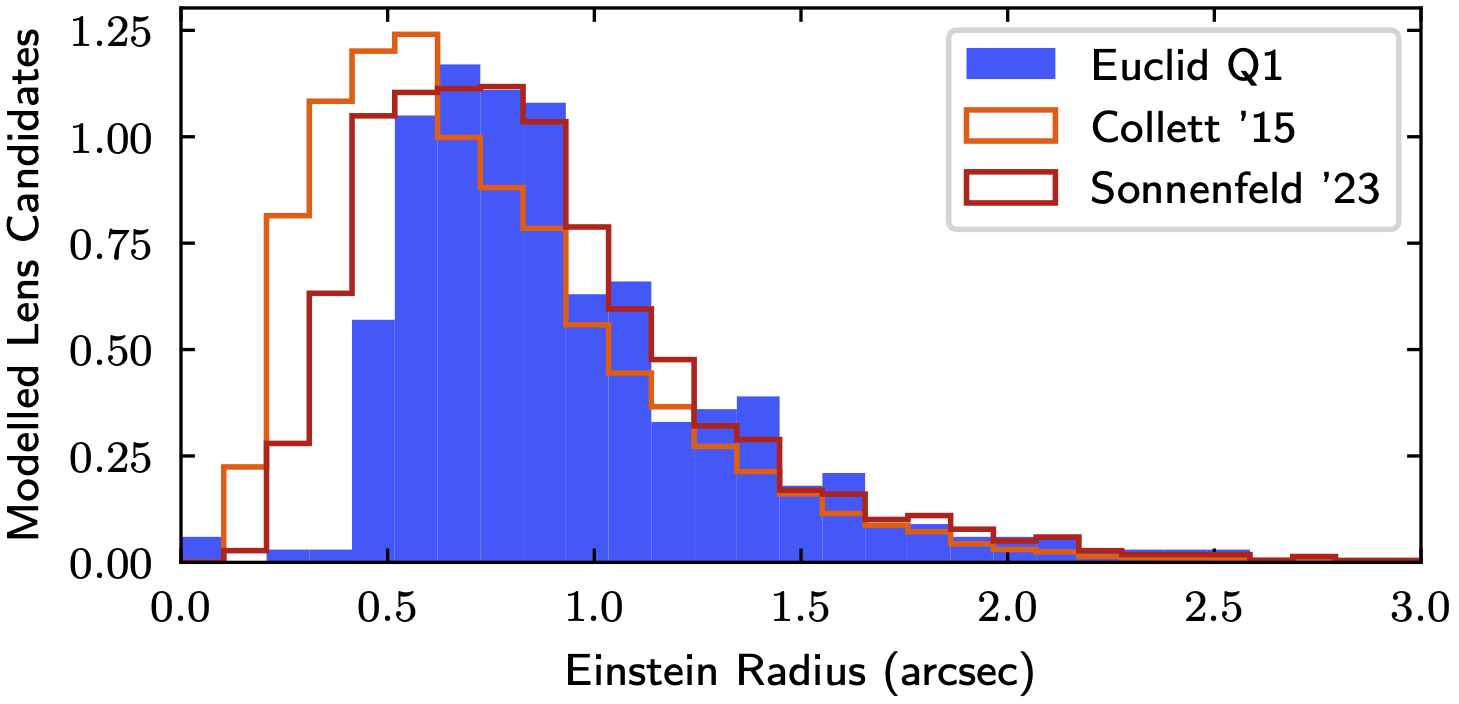 Modelled Lens Candidates
1.25
1.00
0.75
0.50
0.25
0.00
Euclid Q1
Collett ’15
Sonnenfeld ’23
0.0 0.5 1.0 1.5 2.0 2.5 3.0
Einstein Radius (arcsec)